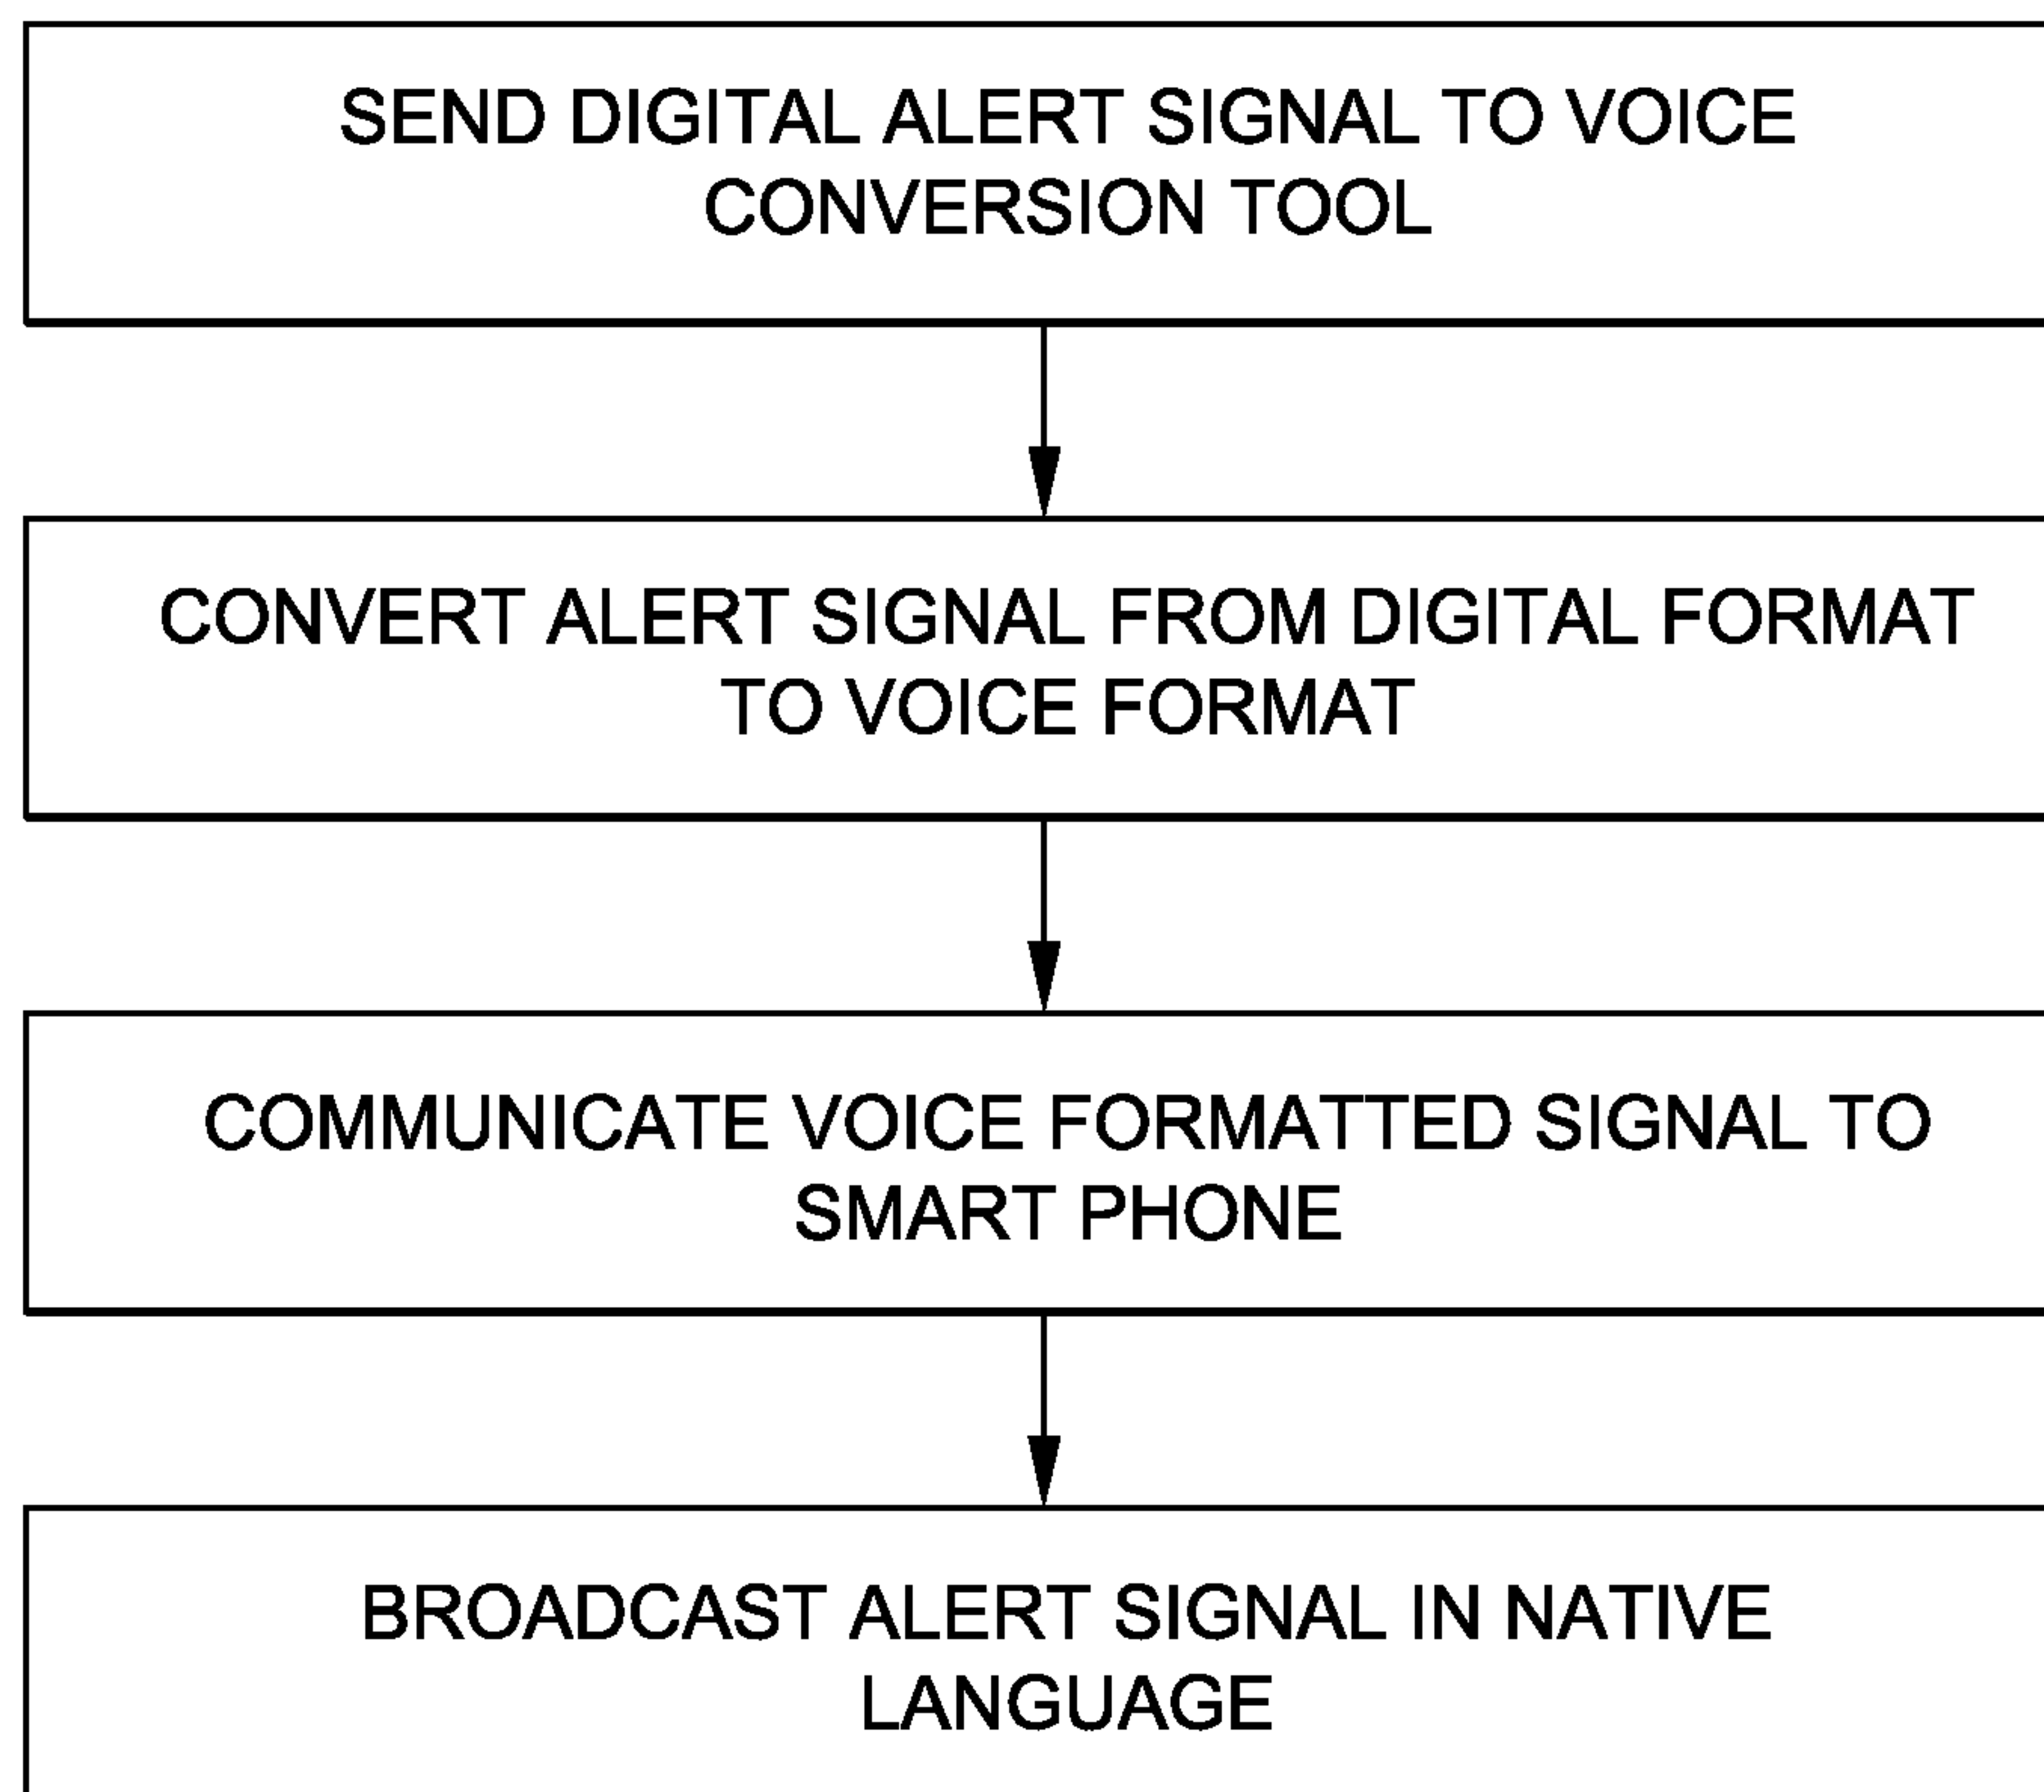 SEND DIGITAL ALERT SIGNAL TO VOICE
CONVERSION TOOL
CONVERT ALERT SIGNAL FROM DIGITAL FORMAT
TO VOICE FORMAT
COMMUNICATE VOICE FORMATTED SIGNAL TO
SMART PHONE
BROADCAST ALERT SIGNAL IN NATIVE
LANGUAGE